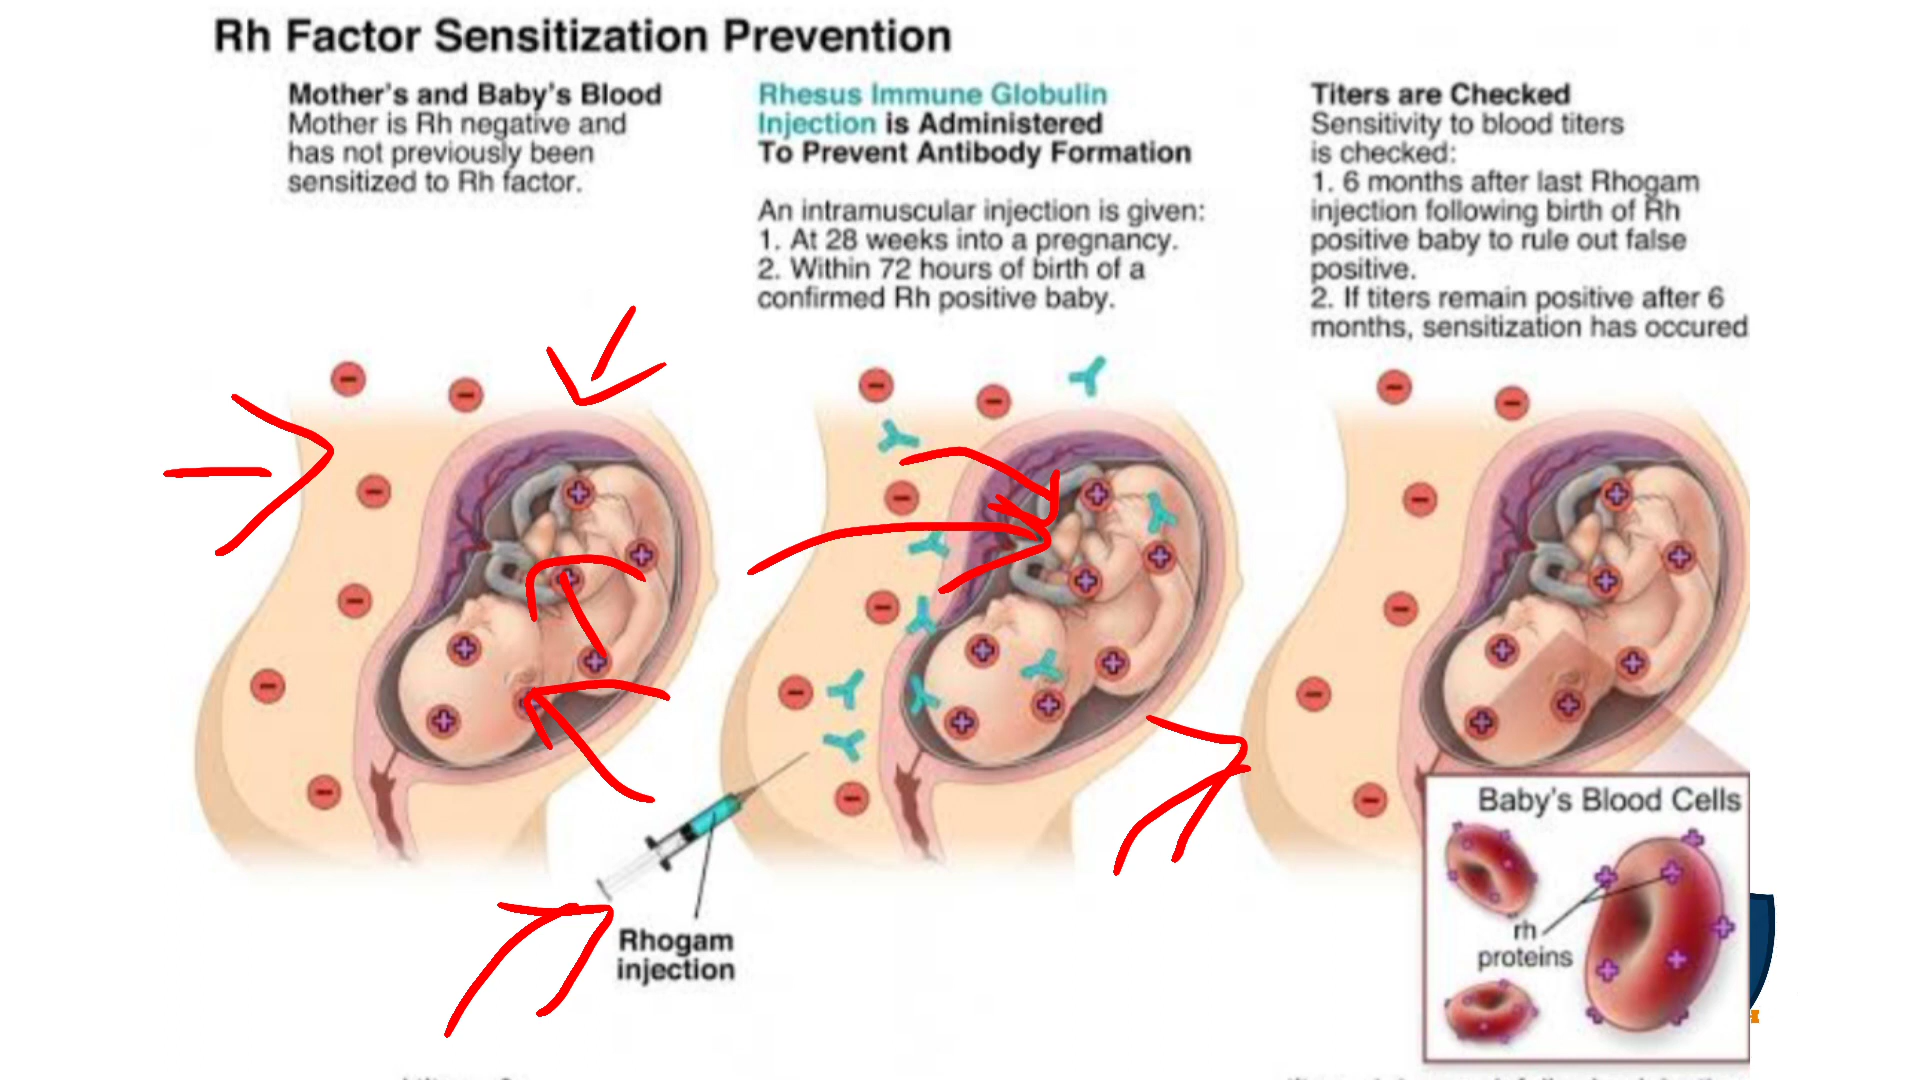 Rh Factor Sensitization Prevention
Mother's and Baby's Blood
Mother is Rh negative and
has not previously been
sensitized to Rh factor.
Rhesus Immune Globulin
Injection is Administered
To Prevent Antibody Formation
An intramuscular injection is given:
1. At 28 weeks into a pregnancy.
2. Within 72 hours of birth of a
confirmed Rh positive baby.
Titers are Checked
Sensitivity to blood titers
is checked:
1. 6 months after last Rhogam
injection following birth of Rh
positive baby to rule out false
positive.
2. If titers remain positive after 6
months, sensitization has occured
Rhogam
injection
Baby's Blood Cells
rh
proteins